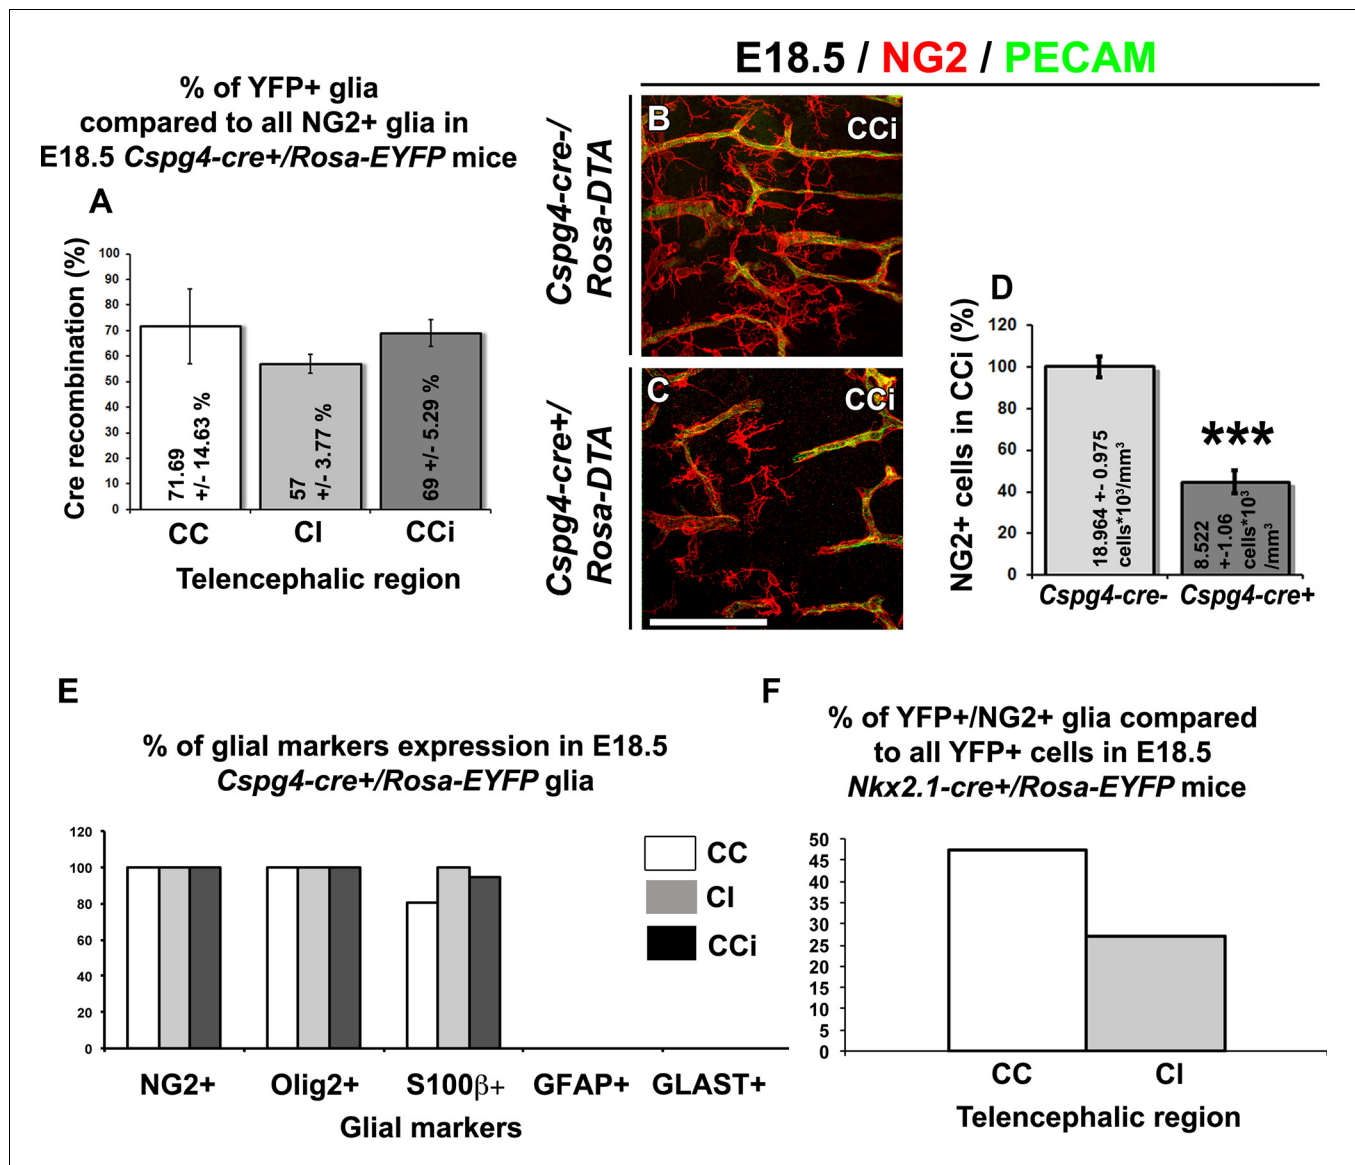 E18.5 / NG2 / PECAM
% of YFP+ glia
compared to all NG2+ glia in
E18.5 Cspg4-cre+/Rosa-EYFP mice
A
Cre recombination (%)
100
90
80
70
60
50
40
30
20
10
0
71.69
+/- 14.63 %
57
+/- 3.77 %
69 +/- 5.29 %
CC
CI
CCi
Telencephalic region
Cspg4-cre-/
Rosa-DTA
B
CCi
Cspg4-cre+/
Rosa-DTA
C
CCi
D
NG2+ cells in CCi (%)
120
100
80
60
40
20
0
18.964 +- 0.975
cells*10³/mm³
***
8.522
+-1.06
cells*10³
/mm³
Cspg4-cre-
Cspg4-cre+
E
% of glial markers expression in E18.5
Cspg4-cre+/Rosa-EYFP glia
120
100
80
60
40
20
0
NG2+
Olig2+
S100β+
GFAP+
GLAST+
Glial markers
CC
CI
CCi
F
% of YFP+/NG2+ glia compared
to all YFP+ cells in E18.5
Nkx2.1-cre+/Rosa-EYFP mice
50
45
40
35
30
25
20
15
10
5
0
CC
CI
Telencephalic region